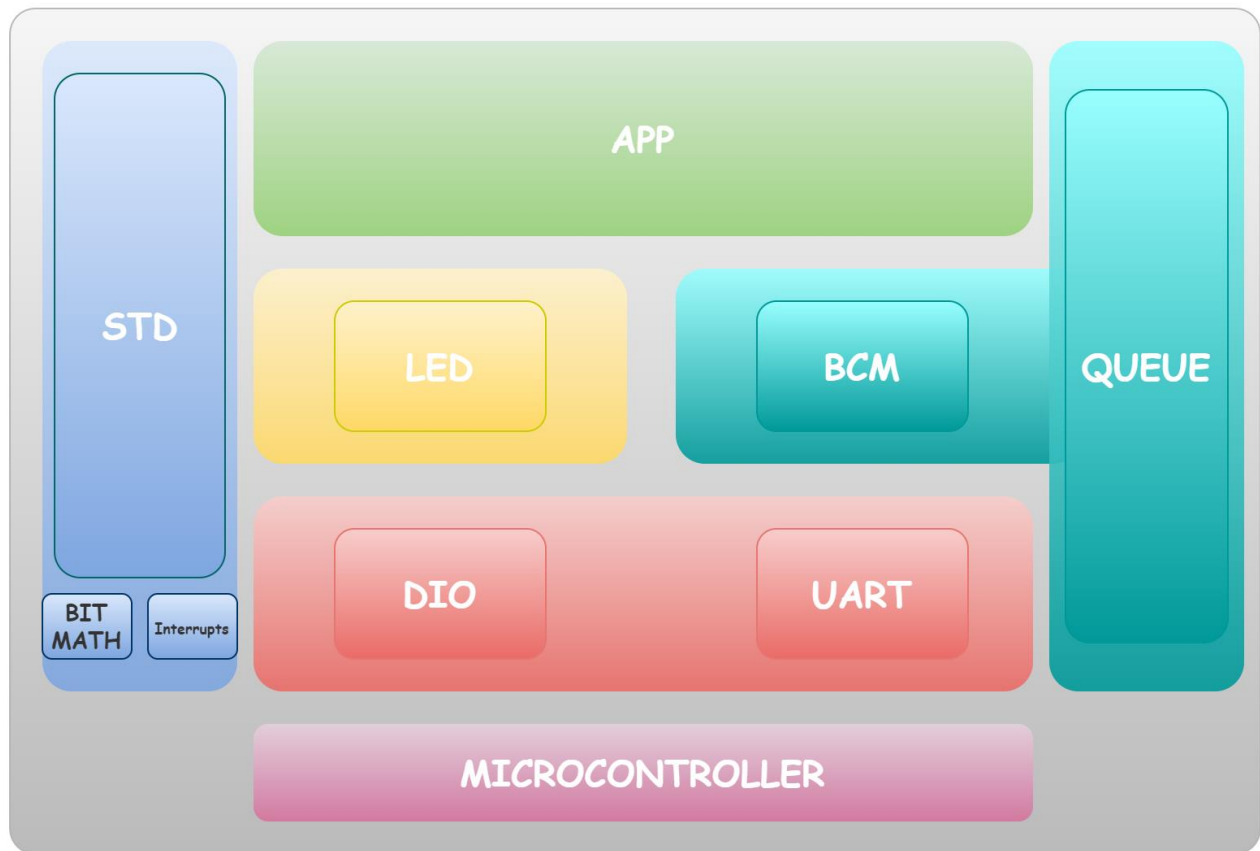 APP
STD
LED
BCM
QUEUE
DIO
UART
BIT
MATH
Interrupts
MICROCONTROLLER